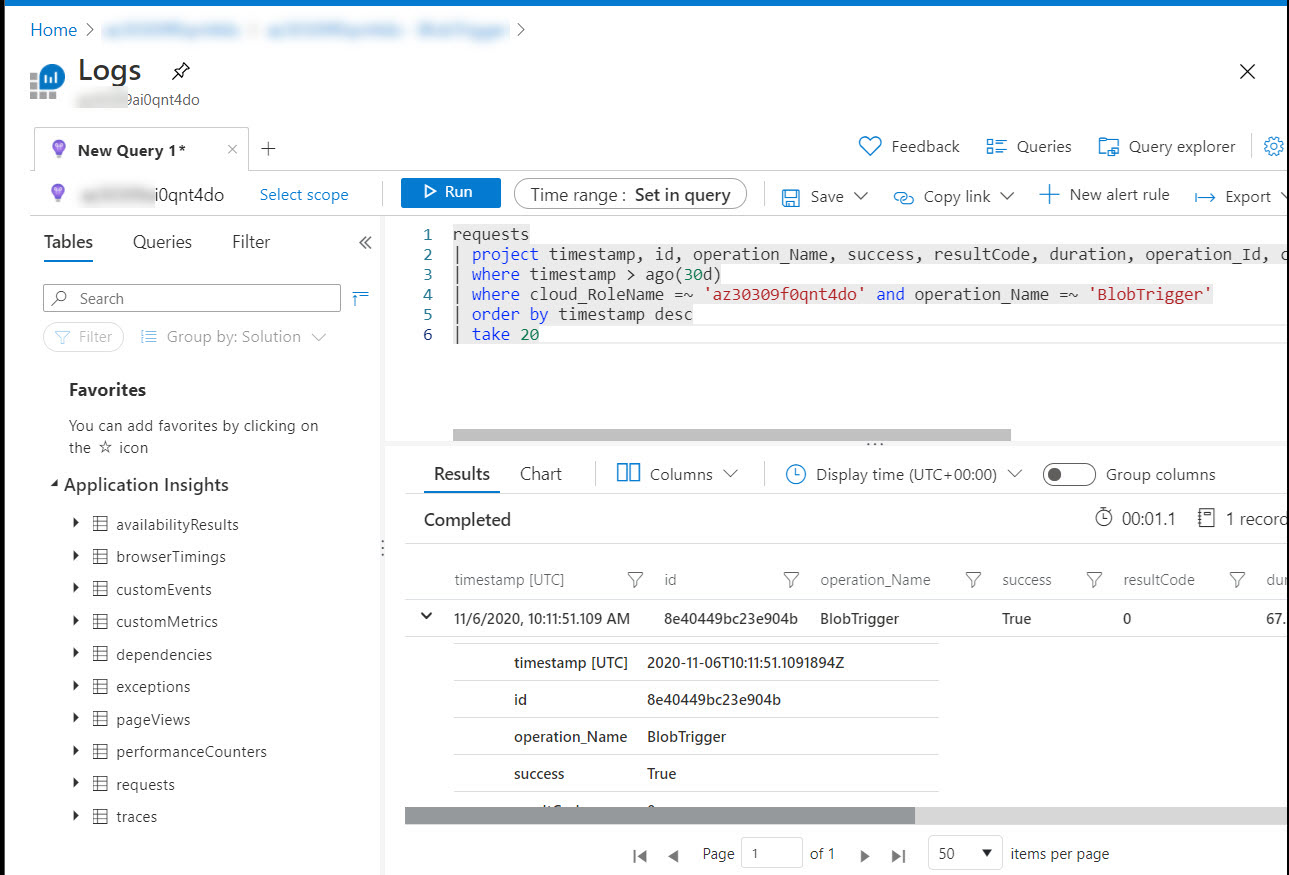 Home
Logs
9ai0qnt4do
New Query 1*
Feedback Queries Query explorer
i0qnt4do Select scope Run Time range : Set in query Save Copy link New alert rule Export
Tables Queries Filter
Search
Filter Group by: Solution
Favorites
You can add favorites by clicking on
the ☆ icon
Application Insights
availabilityResults
browserTimings
customEvents
customMetrics
dependencies
exceptions
pageViews
performanceCounters
requests
traces
1 requests
2 | project timestamp, id, operation_Name, success, resultCode, duration, operation_Id, c
3 | where timestamp > ago(30d)
4 | where cloud_RoleName =~ 'az30309f0qnt4do' and operation_Name =~ 'BlobTrigger'
5 | order by timestamp desc
6 | take 20
Results Chart Columns Display time (UTC+00:00) Group columns
Completed 00:01.1 1 record
timestamp [UTC] id operation_Name success resultCode dur
11/6/2020, 10:11:51.109 AM 8e40449bc23e904b BlobTrigger True 0 67.
timestamp [UTC] 2020-11-06T10:11:51.1091894Z
id 8e40449bc23e904b
operation_Name BlobTrigger
success True
Page 1 of 1 50 items per page